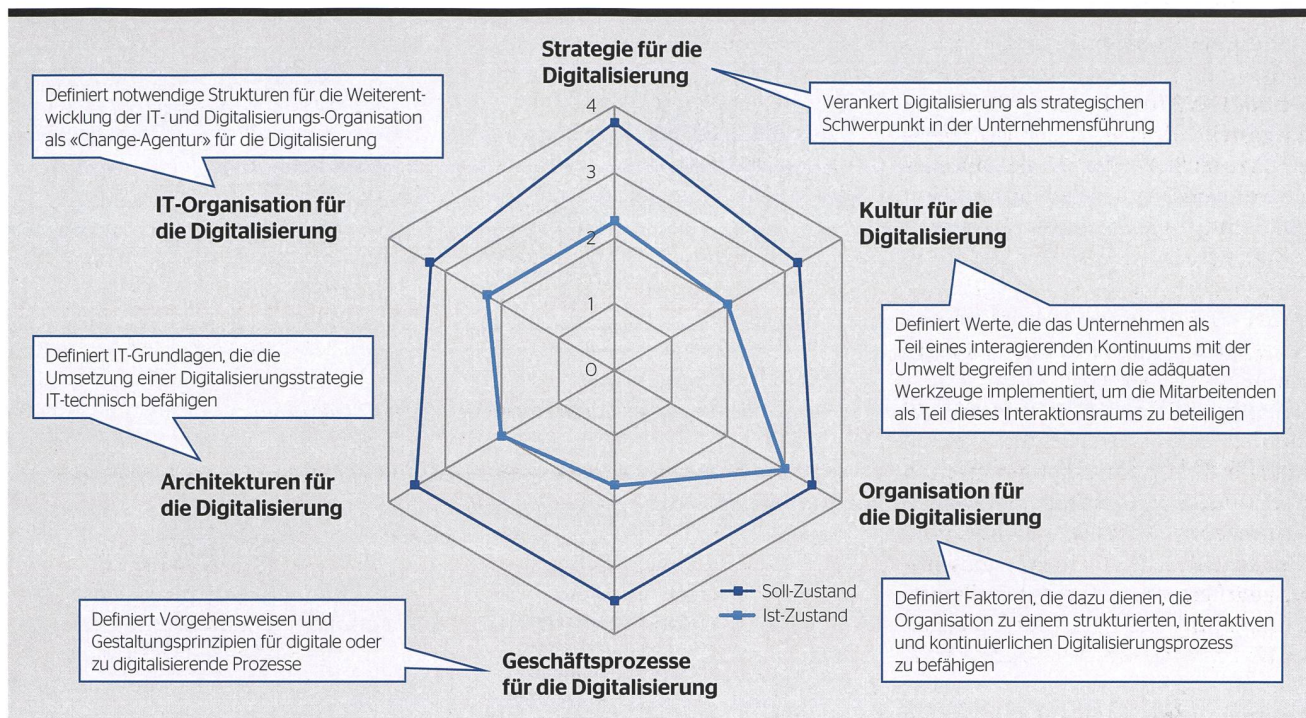 Strategie für die
Digitalisierung
Verankert Digitalisierung als strategischen
Schwerpunkt in der Unternehmensführung
Definiert notwendige Strukturen für die Weiterent-
wicklung der IT- und Digitalisierungs-Organisation
als «Change-Agentur» für die Digitalisierung
IT-Organisation für
die Digitalisierung
Kultur für die
Digitalisierung
Definiert Werte, die das Unternehmen als
Teil eines interagierenden Kontinuums mit der
Umwelt begreifen und intern die adäquaten
Werkzeuge implementiert, um die Mitarbeitenden
als Teil dieses Interaktionsraums zu beteiligen
4
3
2
1
0
Definiert IT-Grundlagen, die die
Umsetzung einer Digitalisierungsstrategie
IT-technisch befähigen
Architekturen für
die Digitalisierung
Organisation für
die Digitalisierung
Definiert Faktoren, die dazu dienen, die
Organisation zu einem strukturierten, interaktiven
und kontinuierlichen Digitalisierungsprozess
zu befähigen
Soll-Zustand
Ist-Zustand
Definiert Vorgehensweisen und
Gestaltungsprinzipien für digitale oder
zu digitalisierende Prozesse
Geschäftsprozesse
für die Digitalisierung